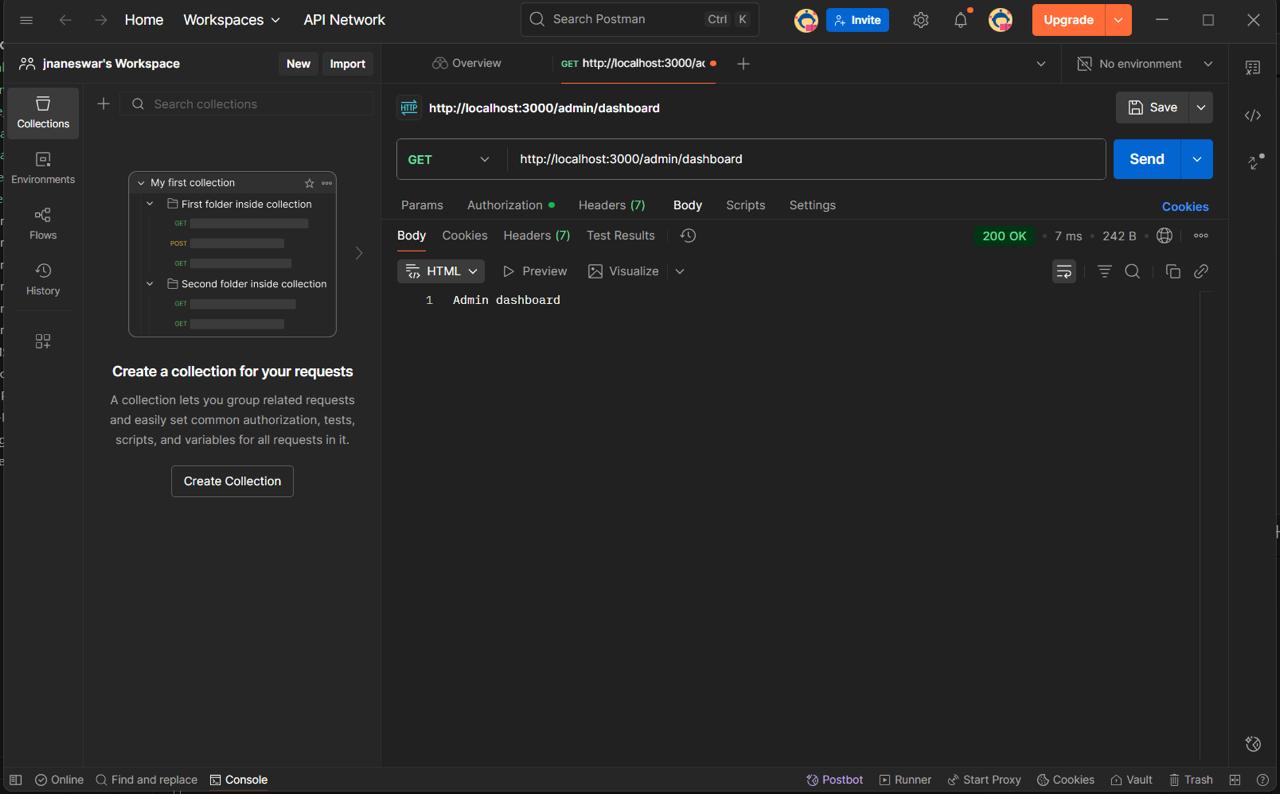 Home Workspaces API Network Search Postman Ctrl K Invite Upgrade
jnaneswar's Workspace New Import Overview GET http://localhost:3000/ac No environment
Search collections
http://localhost:3000/admin/dashboard Save
Collections
GET http://localhost:3000/admin/dashboard Send
Environments
My first collection
First folder inside collection
GET
POST
GET
Second folder inside collection
GET
GET
Flows
History
Params Authorization Headers (7) Body Scripts Settings Cookies
Body Cookies Headers (7) Test Results 200 OK 7 ms 242 B
HTML Preview Visualize
1 Admin dashboard
Create a collection for your requests
A collection lets you group related requests
and easily set common authorization, tests,
scripts, and variables for all requests in it.
Create Collection
Online Find and replace Console Postbot Runner Start Proxy Cookies Vault Trash